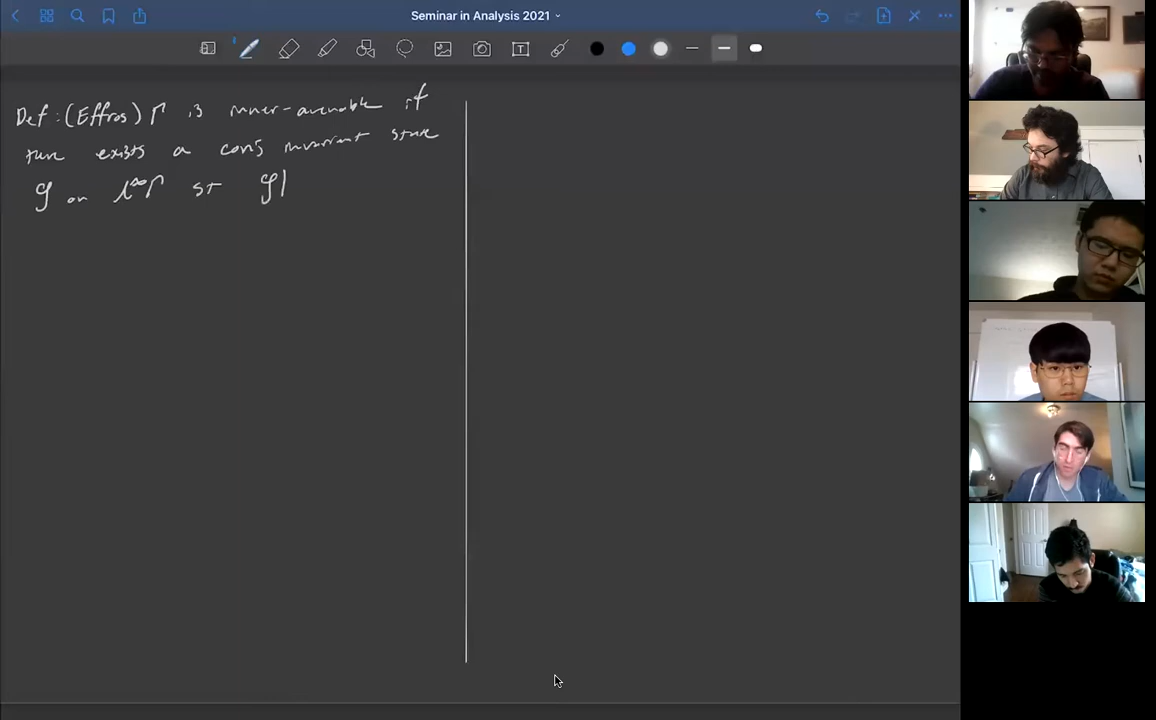 Seminar in Analysis 2021
Def: (Effros) Γ is inner-amenable if
there exists a conj invariant state
φ on ℓ^∞Γ st φ|